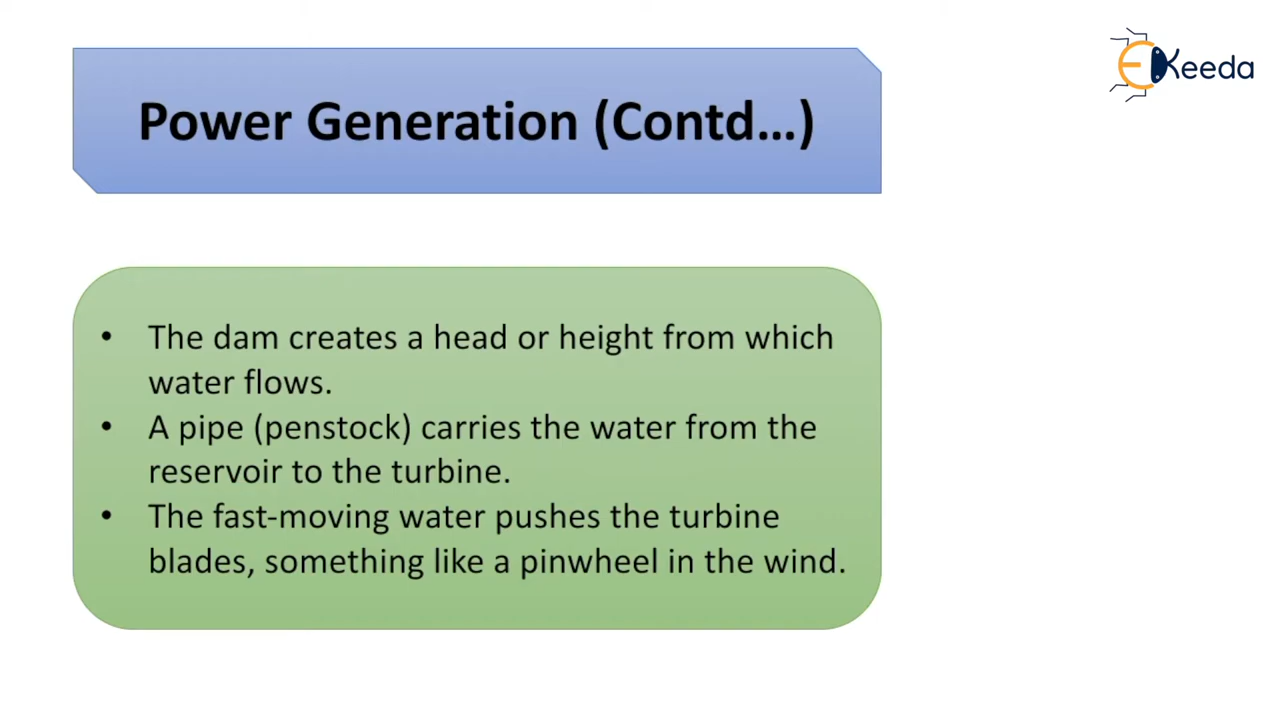 EKeeda
Power Generation (Contd...)
• The dam creates a head or height from which
water flows.
• A pipe (penstock) carries the water from the
reservoir to the turbine.
• The fast-moving water pushes the turbine
blades, something like a pinwheel in the wind.